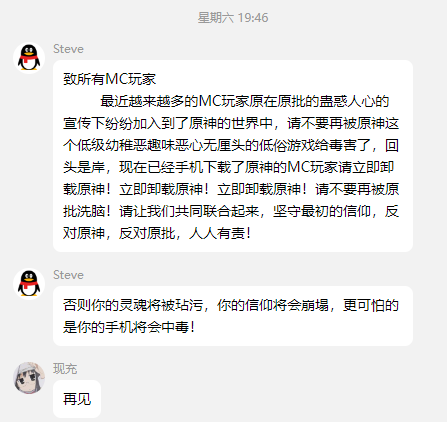 星期六 19:46
Steve
致所有MC玩家
最近越来越多的MC玩家原在原批的蛊惑人心的
宣传下纷纷加入到了原神的世界中，请不要再被原神这
个低级幼稚恶趣味恶心无厘头的低俗游戏给毒害了，回
头是岸，现在已经手机下载了原神的MC玩家请立即卸
载原神！立即卸载原神！立即卸载原神！请不要再被原
批洗脑！请让我们共同联合起来，坚守最初的信仰，反
对原神，反对原批，人人有责！
Steve
否则你的灵魂将被玷污，你的信仰将会崩塌，更可怕的
是你的手机将会中毒！
现充
再见